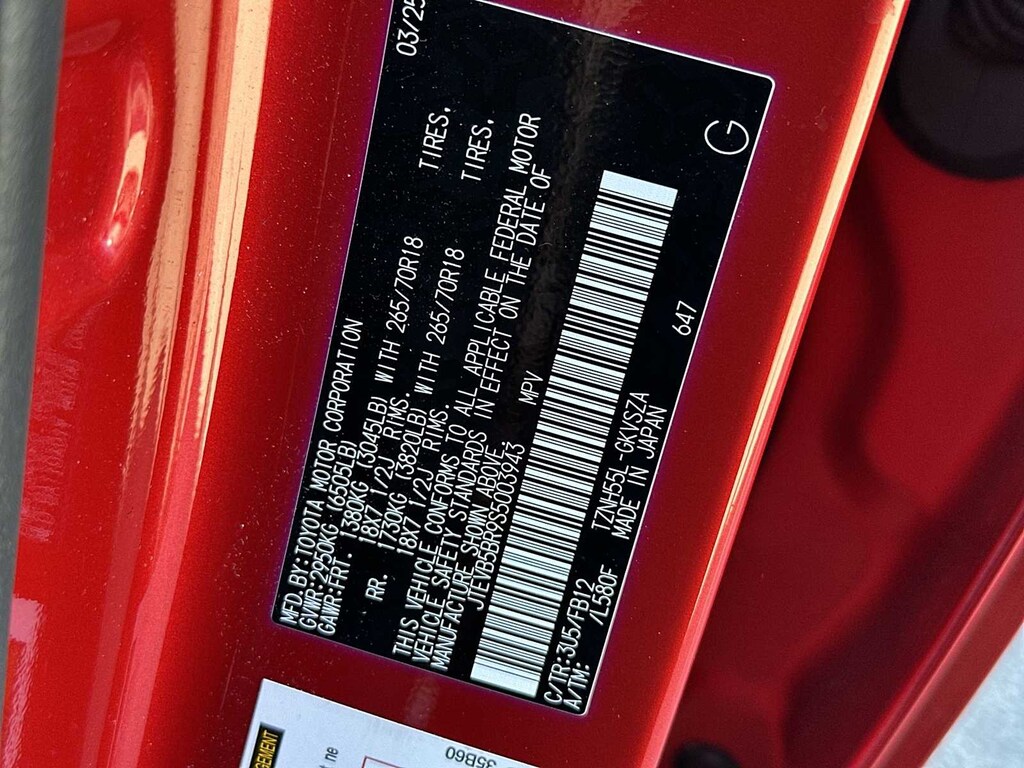 MFD.BY:TOYOTA MOTOR CORPORATION 03/25
GVWR:2950KG (6505LB)
GAWR:FRT. 1380KG (3045LB) WITH 265/70R18 TIRES,
18X7 1/2J RIMS.
RR. 1730KG (3820LB) WITH 265/70R18 TIRES,
18X7 1/2J RIMS.
THIS VEHICLE CONFORMS TO ALL APPLICABLE FEDERAL MOTOR
VEHICLE SAFETY STANDARDS IN EFFECT ON THE DATE OF
MANUFACTURE SHOWN ABOVE.
JTEVB5BR9S5003943 MPV
C/TR:3U5/FB12 TZNH55L-GKVSZA 647 G
A/TM: /L580F MADE IN JAPAN
35B60